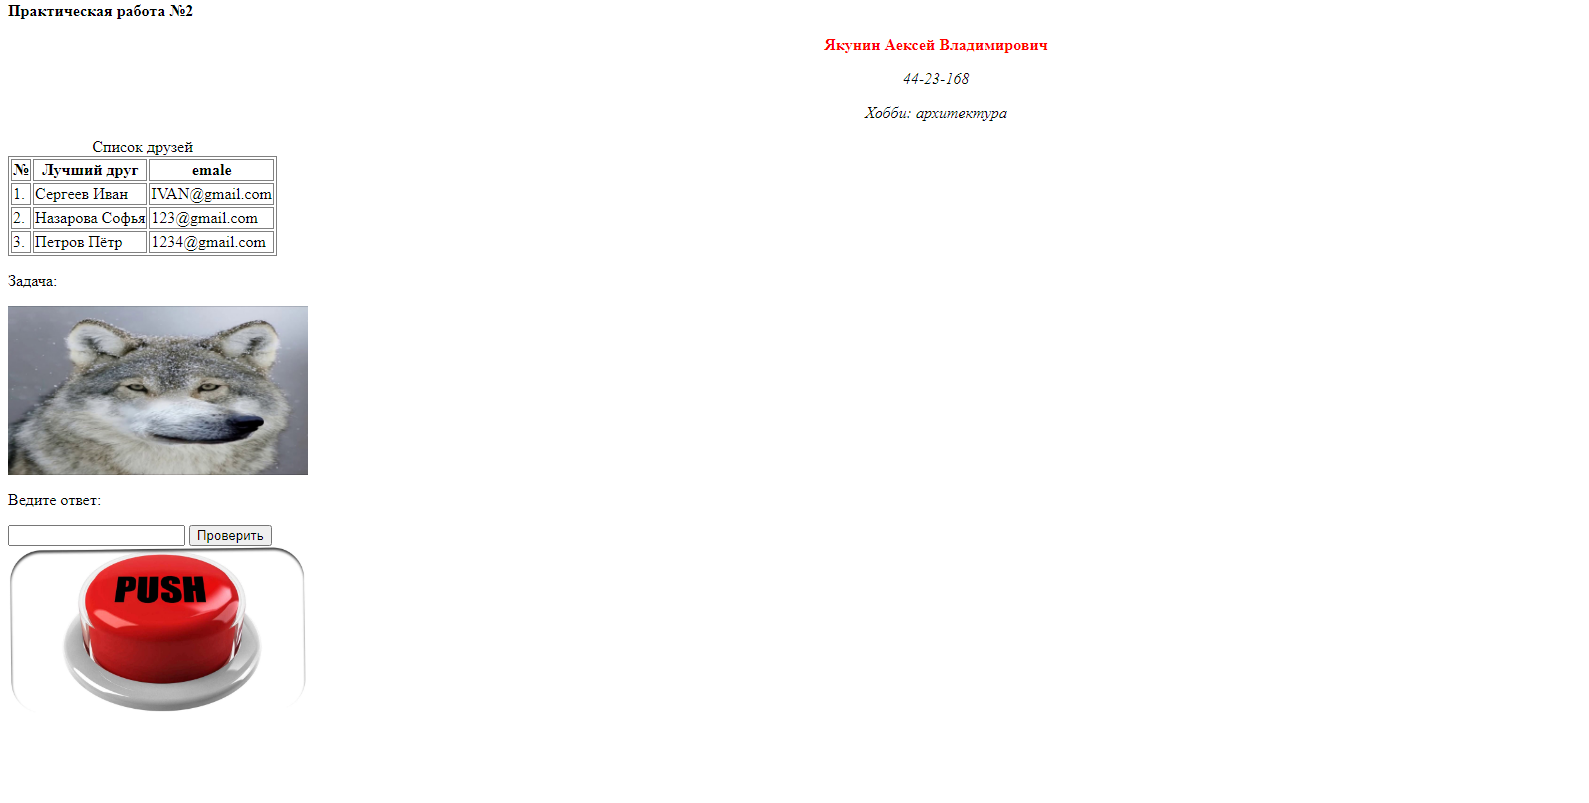 Практическая работа №2
Якунин Аексей Владимирович
44-23-168
Хобби: архитектура
Список друзей
№ Лучший друг emale
1. Сергеев Иван IVAN@gmail.com
2. Назарова Софья 123@gmail.com
3. Петров Пётр 1234@gmail.com
Задача:
Ведите ответ:
Проверить
PUSH